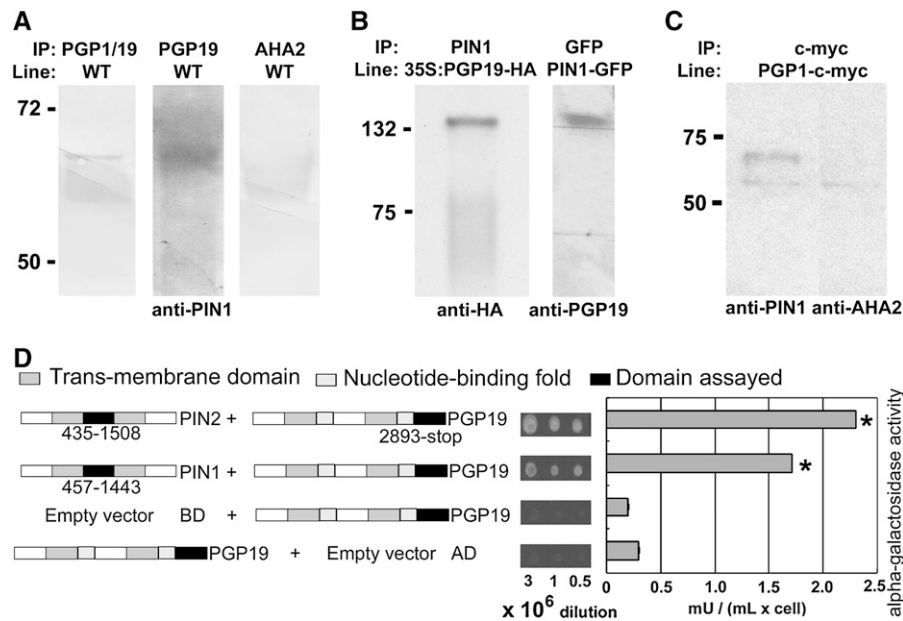 A
IP: PGP1/19 PGP19 AHA2
Line: WT WT WT
72
50
anti-PIN1
B
IP: PIN1 GFP
Line: 35S:PGP19-HA PIN1-GFP
132
75
anti-HA anti-PGP19
C
IP: c-myc
Line: PGP1-c-myc
75
50
anti-PIN1 anti-AHA2
D
Trans-membrane domain Nucleotide-binding fold Domain assayed
PIN2 + PGP19
435-1508 2893-stop
PIN1 + PGP19
457-1443
Empty vector BD + PGP19
PGP19 + Empty vector AD
3 1 0.5
x 10⁶ dilution
* 
*
0 0.5 1.0 1.5 2.0 2.5
mU / (mL x cell)
alpha-galactosidase activity